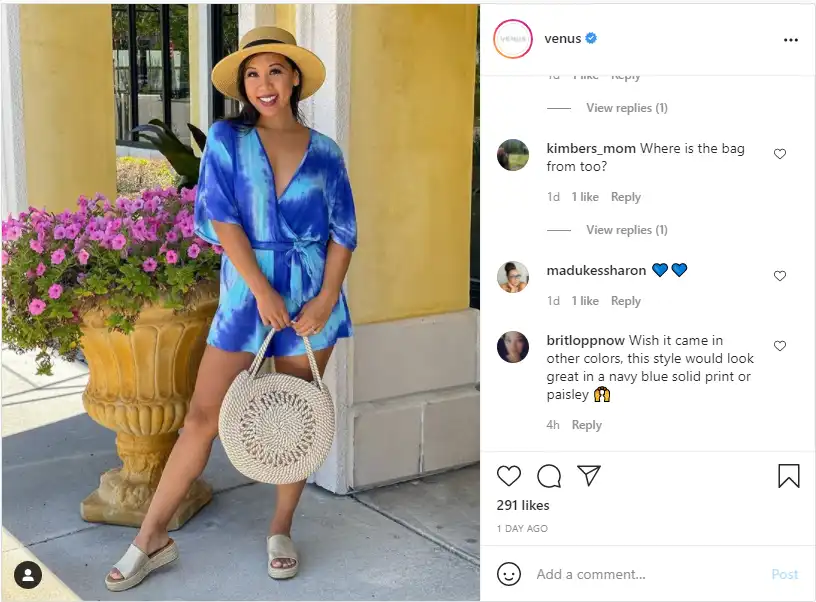 venus
1d 1 like Reply
View replies (1)
kimbers_mom Where is the bag
from too?
1d 1 like Reply
View replies (1)
madukessharon 💙💙
1d 1 like Reply
britloppnow Wish it came in
other colors, this style would look
great in a navy blue solid print or
paisley 🙌
4h Reply
291 likes
1 DAY AGO
Add a comment... Post